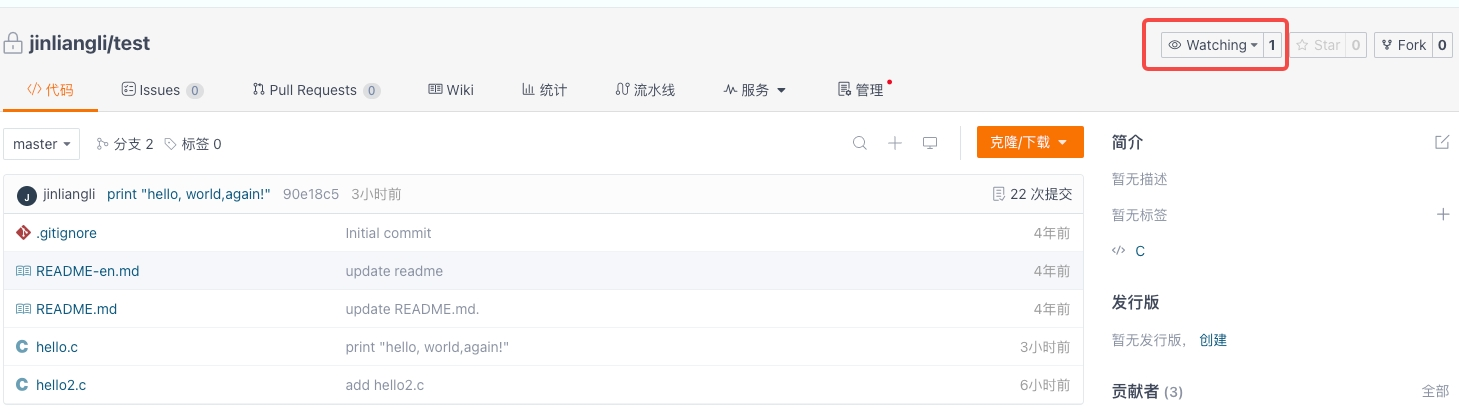 jinliangli/test
Watching 1 Star 0 Fork 0
代码 Issues 0 Pull Requests 0 Wiki 统计 流水线 服务 管理
master 分支 2 标签 0 克隆/下载
J jinliangli print "hello, world,again!" 90e18c5 3小时前 22 次提交
.gitignore Initial commit 4年前
README-en.md update readme 4年前
README.md update README.md. 4年前
C hello.c print "hello, world,again!" 3小时前
C hello2.c add hello2.c 6小时前
简介
暂无描述
暂无标签
C
发行版
暂无发行版， 创建
贡献者 (3) 全部